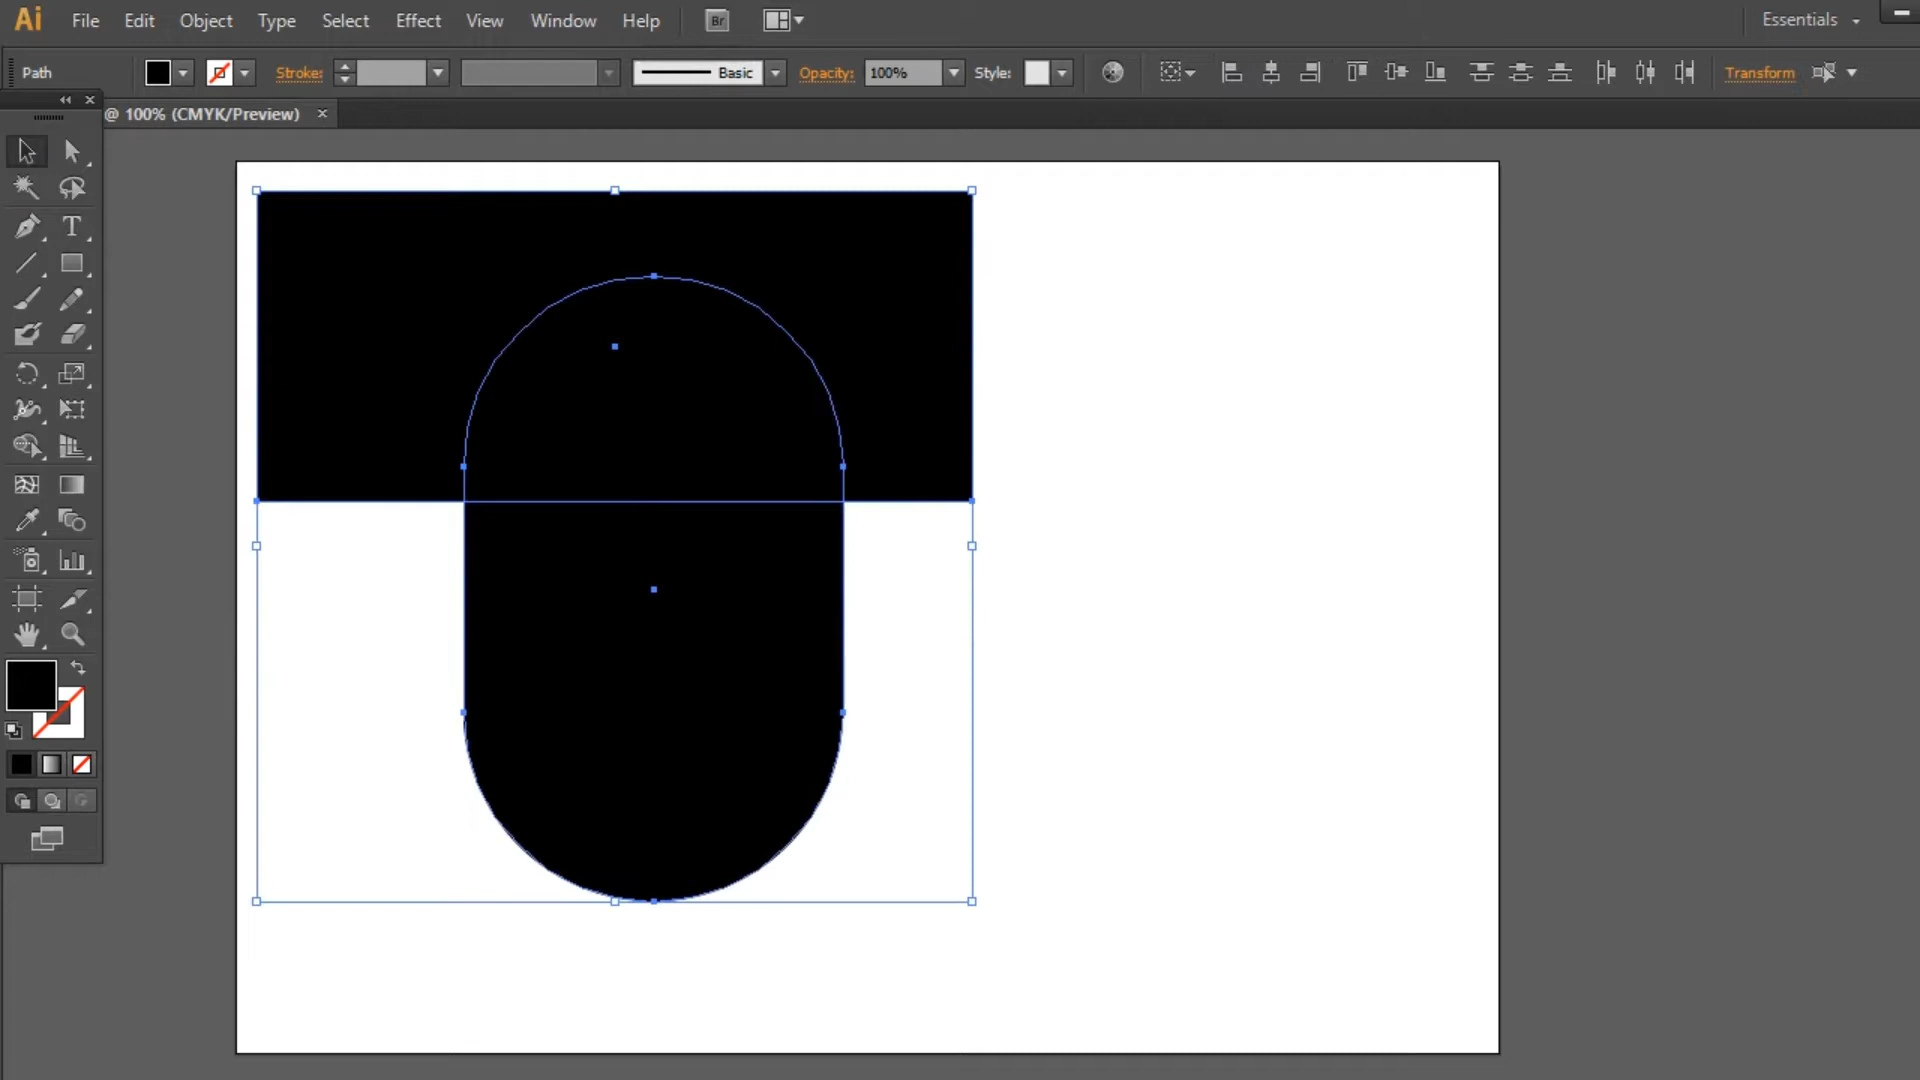 Ai File Edit Object Type Select Effect View Window Help Br Essentials
Path Stroke: Basic Opacity: 100% Style: Transform
@ 100% (CMYK/Preview) ×
T